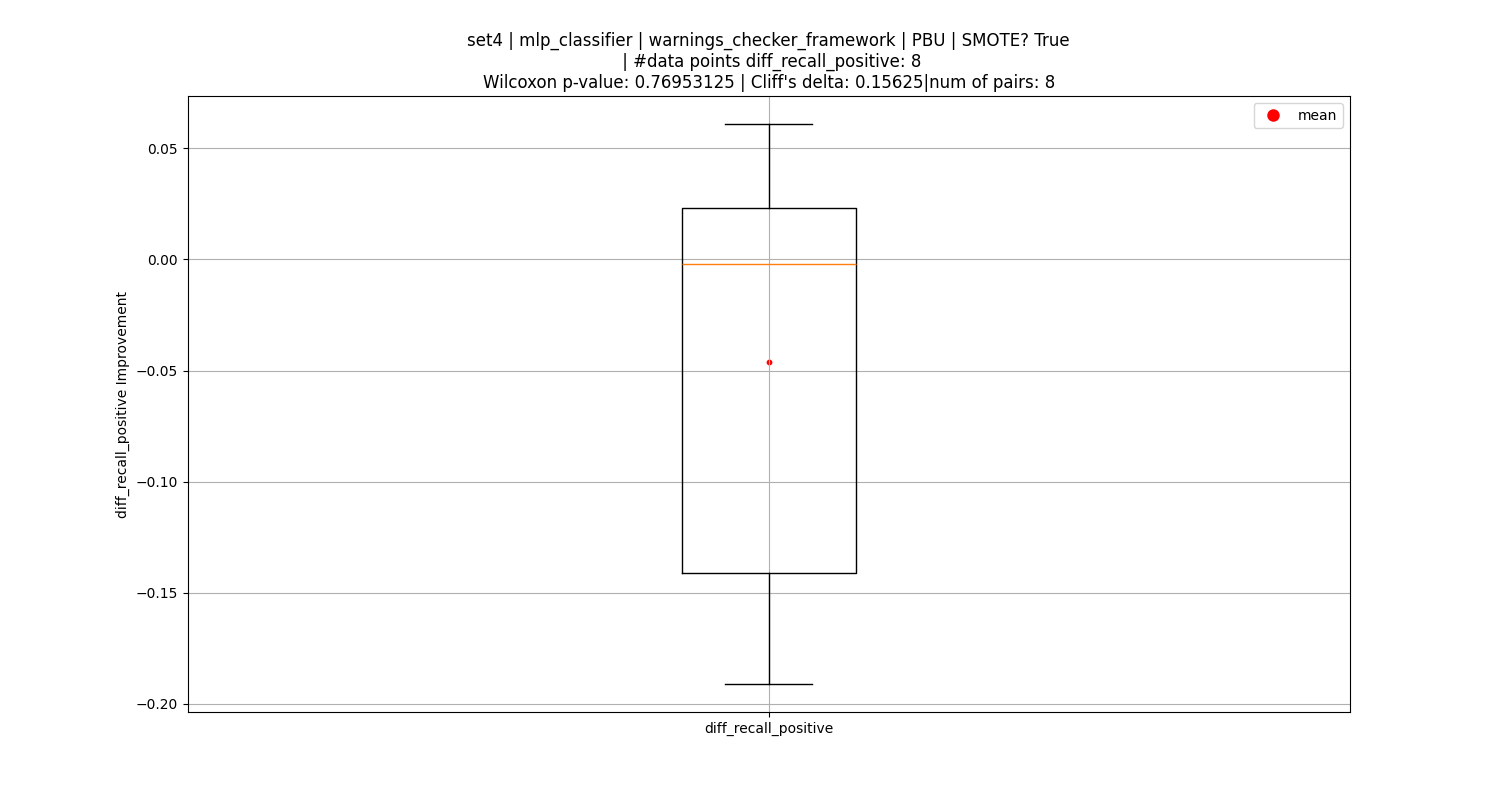 set4 | mlp_classifier | warnings_checker_framework | PBU | SMOTE? True
| #data points diff_recall_positive: 8
Wilcoxon p-value: 0.76953125 | Cliff's delta: 0.15625|num of pairs: 8
mean
0.05
0.00
−0.05
−0.10
−0.15
−0.20
diff_recall_positive Improvement
diff_recall_positive